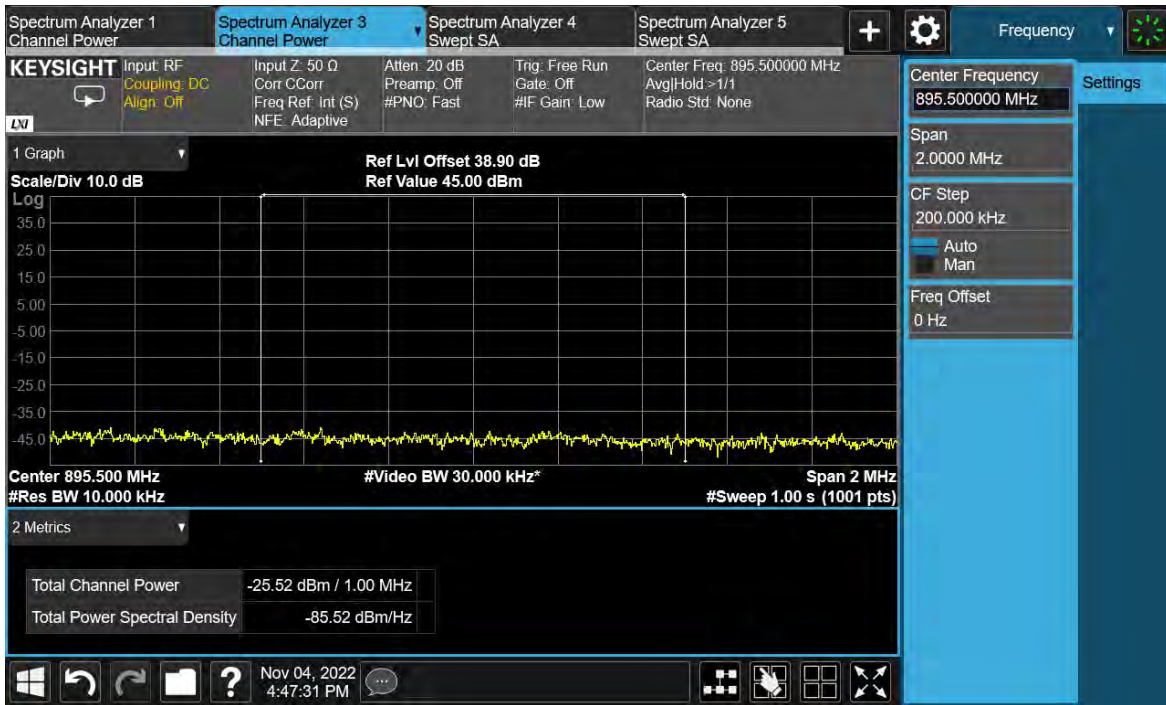 Spectrum Analyzer 1
Channel Power
Spectrum Analyzer 3
Channel Power
Spectrum Analyzer 4
Swept SA
Spectrum Analyzer 5
Swept SA
+
Frequency
KEYSIGHT
LXI
Input: RF
Coupling: DC
Align: Off
Input Z: 50 Ω
Corr CCorr
Freq Ref: Int (S)
NFE: Adaptive
Atten: 20 dB
Preamp: Off
#PNO: Fast
Trig: Free Run
Gate: Off
#IF Gain: Low
Center Freq: 895.500000 MHz
Avg|Hold:>1/1
Radio Std: None
1 Graph
Scale/Div 10.0 dB
Ref Lvl Offset 38.90 dB
Ref Value 45.00 dBm
Log
35.0
25.0
15.0
5.00
-5.00
-15.0
-25.0
-35.0
-45.0
Center 895.500 MHz
#Video BW 30.000 kHz*
Span 2 MHz
#Res BW 10.000 kHz
#Sweep 1.00 s (1001 pts)
2 Metrics
Total Channel Power -25.52 dBm / 1.00 MHz
Total Power Spectral Density -85.52 dBm/Hz
?
Nov 04, 2022
4:47:31 PM
Center Frequency
895.500000 MHz
Span
2.0000 MHz
CF Step
200.000 kHz
Auto
Man
Freq Offset
0 Hz
Settings